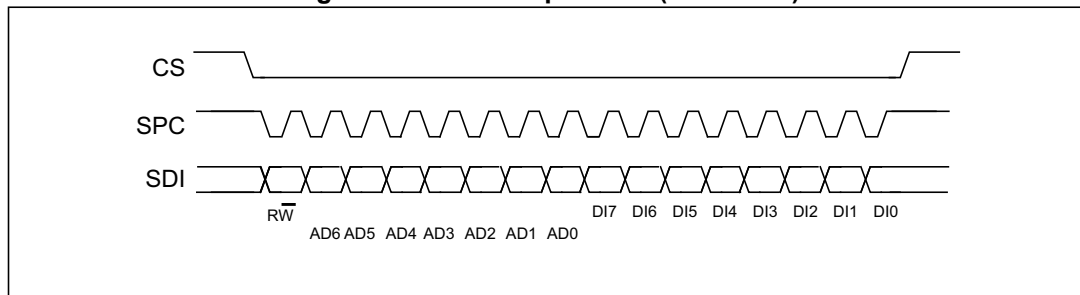 CS
SPC
SDI
RW
DI7 DI6 DI5 DI4 DI3 DI2 DI1 DI0
AD6 AD5 AD4 AD3 AD2 AD1 AD0